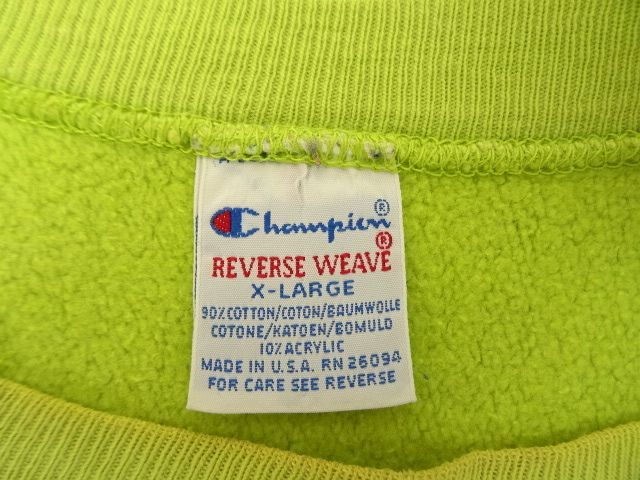 Champion®
REVERSE WEAVE®
X-LARGE
90% COTTON/COTON/BAUMWOLLE
COTONE/KATOEN/BOMULD
10% ACRYLIC
MADE IN U.S.A. RN 26094
FOR CARE SEE REVERSE